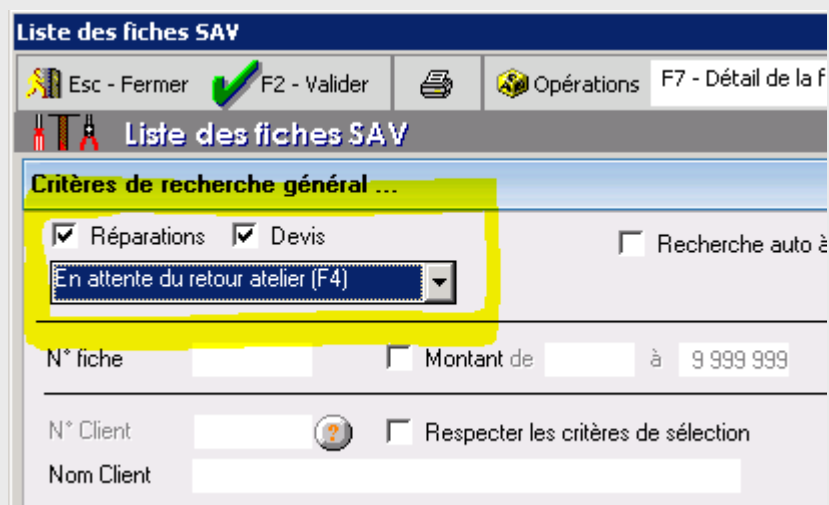 Liste des fiches SAV
Esc - Fermer F2 - Valider Opérations F7 - Détail de la f
Liste des fiches SAV
Critères de recherche général ...
Réparations Devis Recherche auto à
En attente du retour atelier (F4)
N° fiche Montant de à 9 999 999
N° Client ? Respecter les critères de sélection
Nom Client